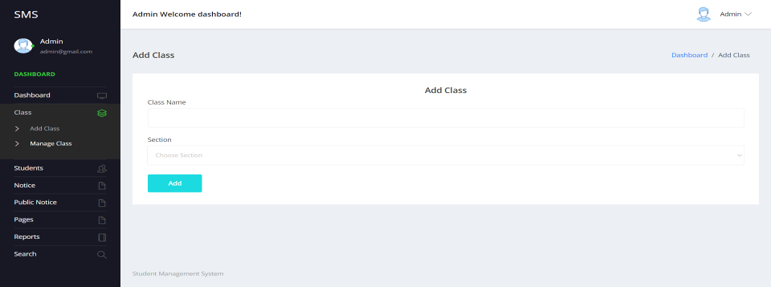 SMS
Admin
admin@gmail.com
DASHBOARD
Dashboard
Class
Add Class
Manage Class
Students
Notice
Public Notice
Pages
Reports
Search
Admin Welcome dashboard!
Admin
Add Class
Dashboard / Add Class
Add Class
Class Name
Section
Choose Section
Add
Student Management System